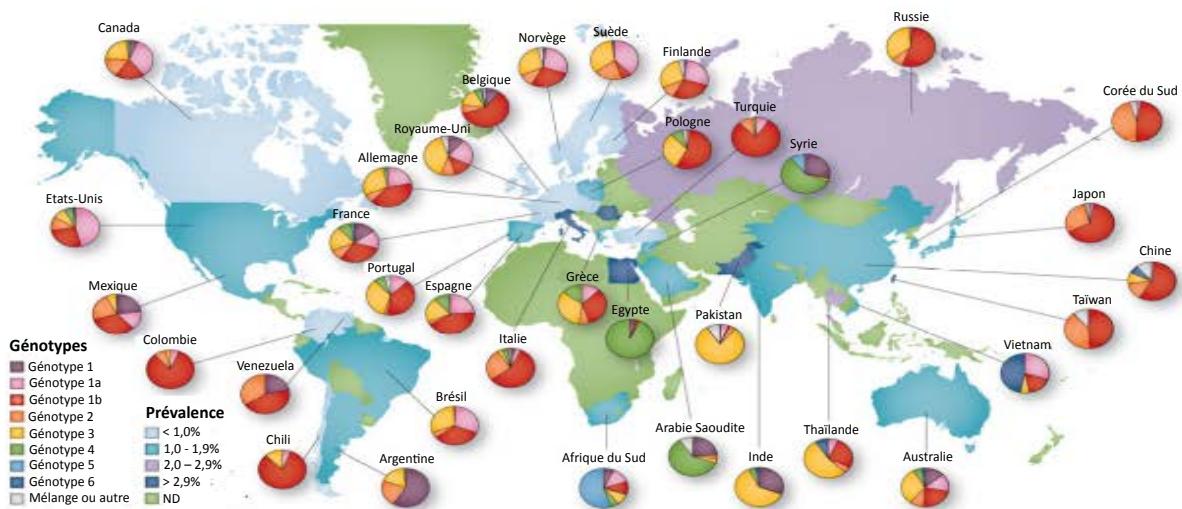 Canada
Norvège
Suède
Russie
Finlande
Belgique
Corée du Sud
Turquie
Royaume-Uni
Pologne
Syrie
Allemagne
Etats-Unis
France
Japon
Chine
Portugal
Espagne
Grèce
Mexique
Egypte
Pakistan
Taïwan
Italie
Colombie
Vietnam
Venezuela
Brésil
Chili
Argentine
Afrique du Sud
Arabie Saoudite
Inde
Thaïlande
Australie
Génotypes
Génotype 1
Génotype 1a
Génotype 1b
Génotype 2
Génotype 3
Génotype 4
Génotype 5
Génotype 6
Mélange ou autre
Prévalence
< 1,0%
1,0 - 1,9%
2,0 – 2,9%
> 2,9%
ND